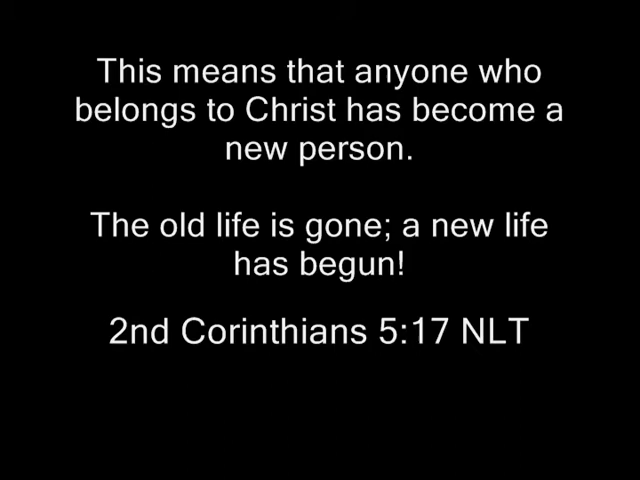 This means that anyone who
belongs to Christ has become a
new person.
The old life is gone; a new life
has begun!
2nd Corinthians 5:17 NLT